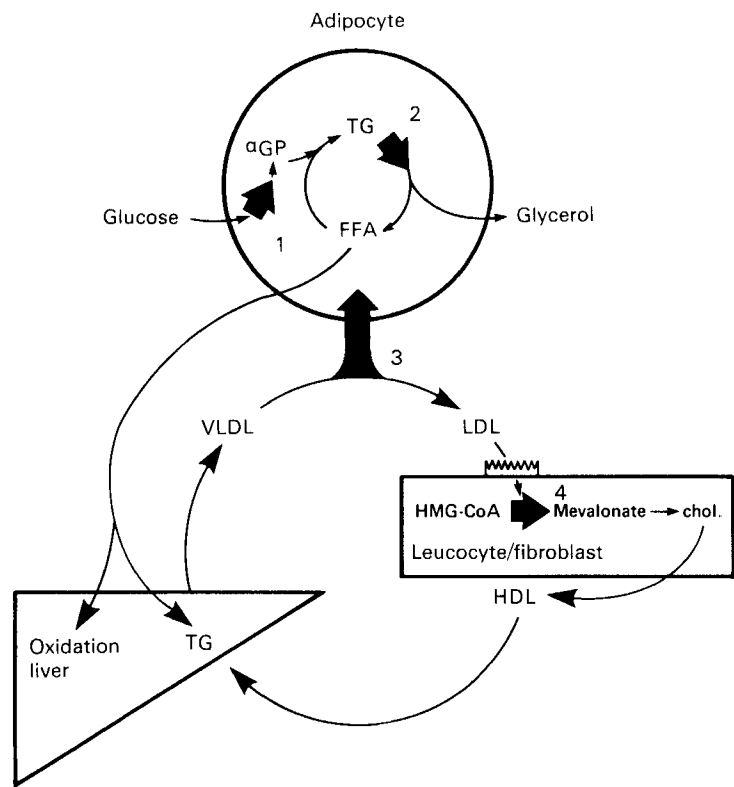 Adipocyte
TG
2
αGP
Glucose
Glycerol
FFA
1
3
VLDL
LDL
4
HMG-CoA
Mevalonate
chol.
Leucocyte/fibroblast
HDL
Oxidation
liver
TG